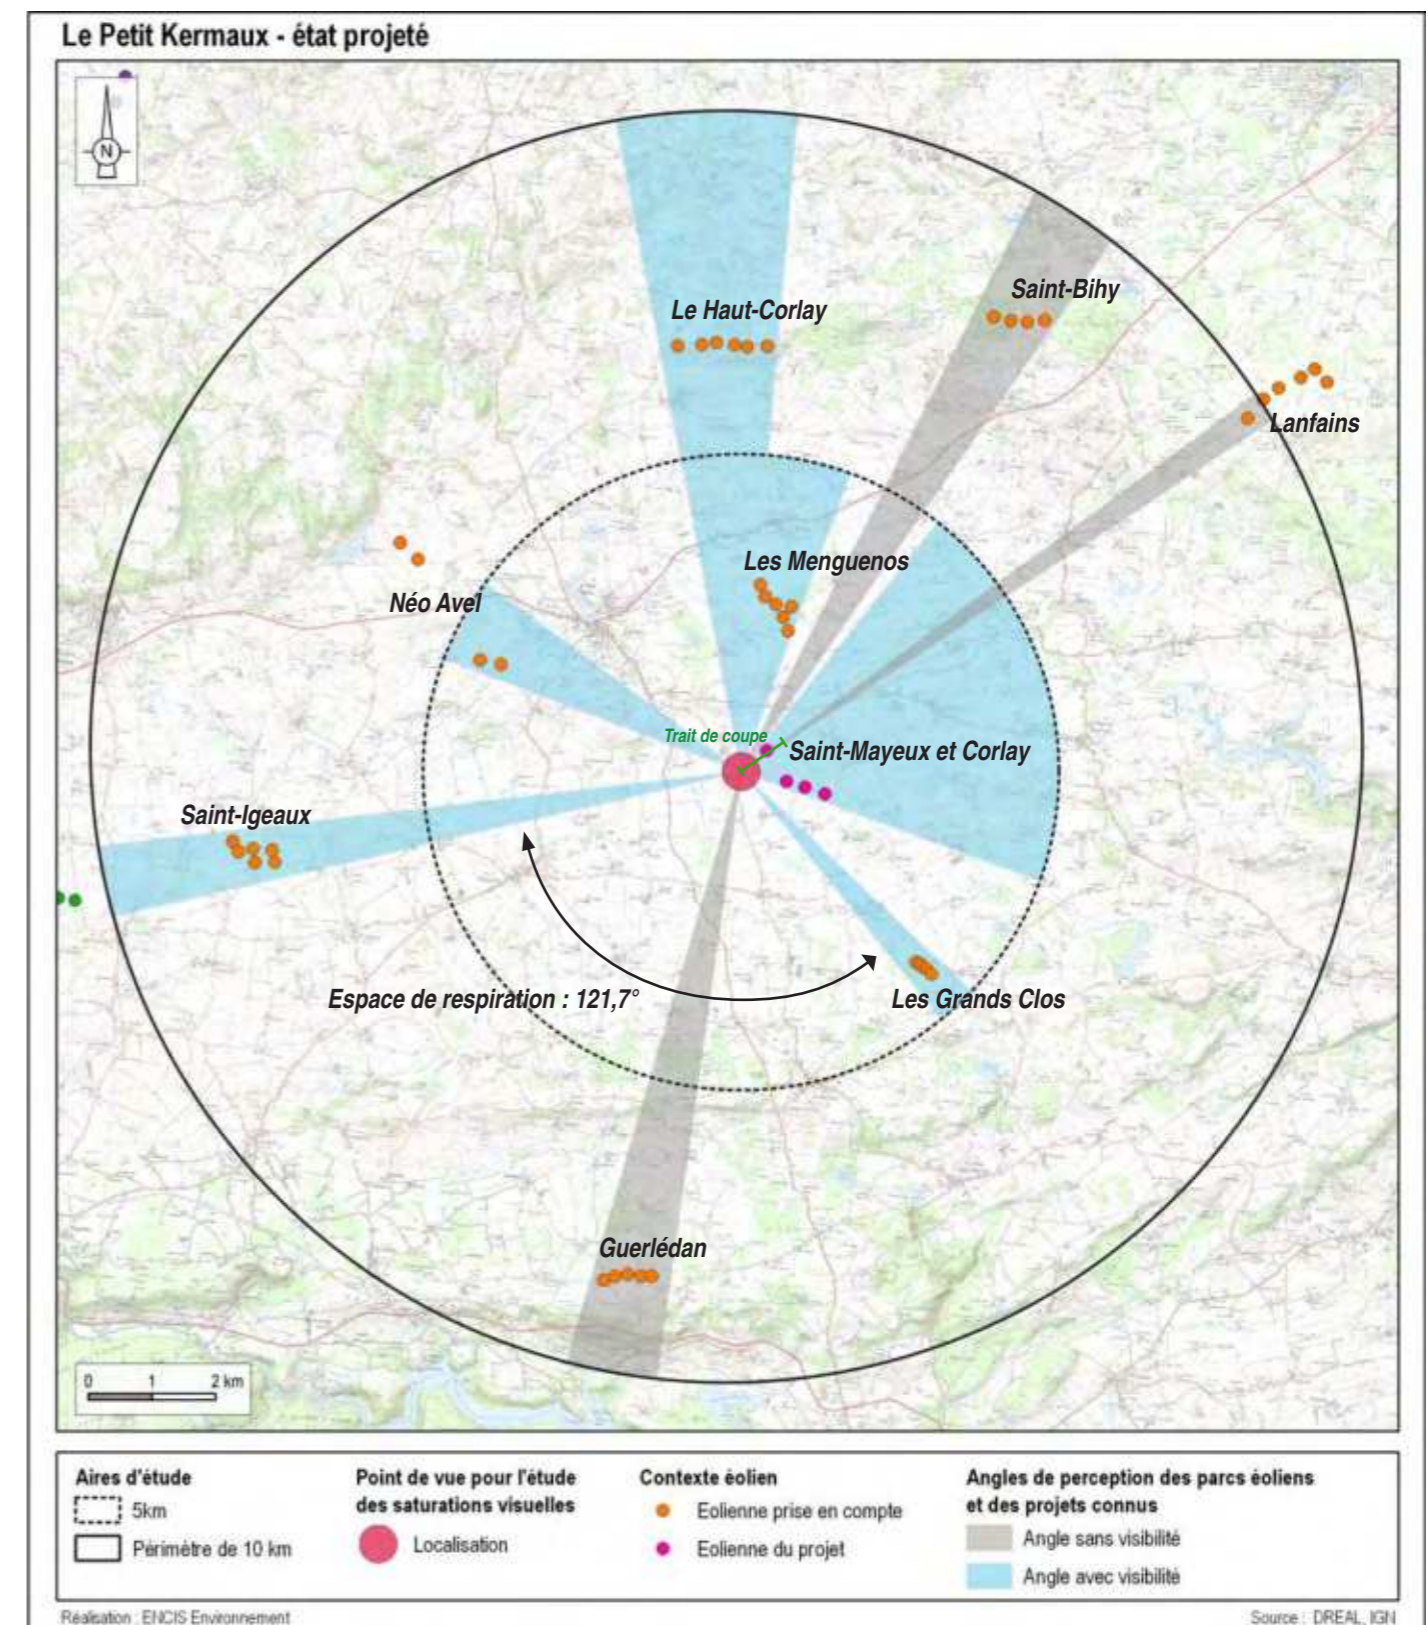 Le Petit Kermaux - état projeté
N
Saint-Bihy
Le Haut-Corlay
Lanfains
Les Menguenos
Néo Avel
Trait de coupe
Saint-Mayeux et Corlay
Saint-Igeaux
Espace de respiration : 121,7°
Les Grands Clos
Guerlédan
0 1 2 km
Aires d'étude
5km
Périmètre de 10 km
Point de vue pour l'étude
des saturations visuelles
Localisation
Contexte éolien
Eolienne prise en compte
Eolienne du projet
Angles de perception des parcs éoliens
et des projets connus
Angle sans visibilité
Angle avec visibilité
Réalisation : ENCIS Environnement
Source : DREAL, IGN